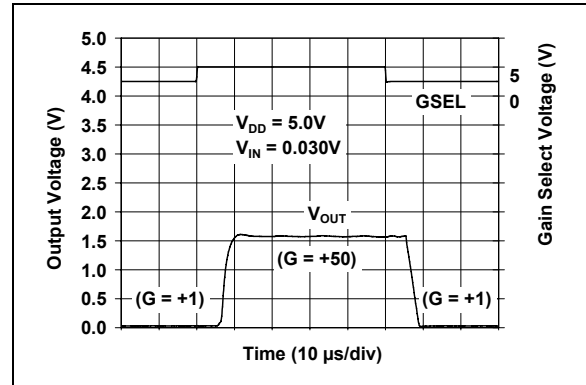 5.0
4.5
4.0
3.5
3.0
2.5
2.0
1.5
1.0
0.5
0.0
Output Voltage (V)
5
0
Gain Select Voltage (V)
GSEL
V_DD = 5.0V
V_IN = 0.030V
V_OUT
(G = +50)
(G = +1)
(G = +1)
Time (10 µs/div)